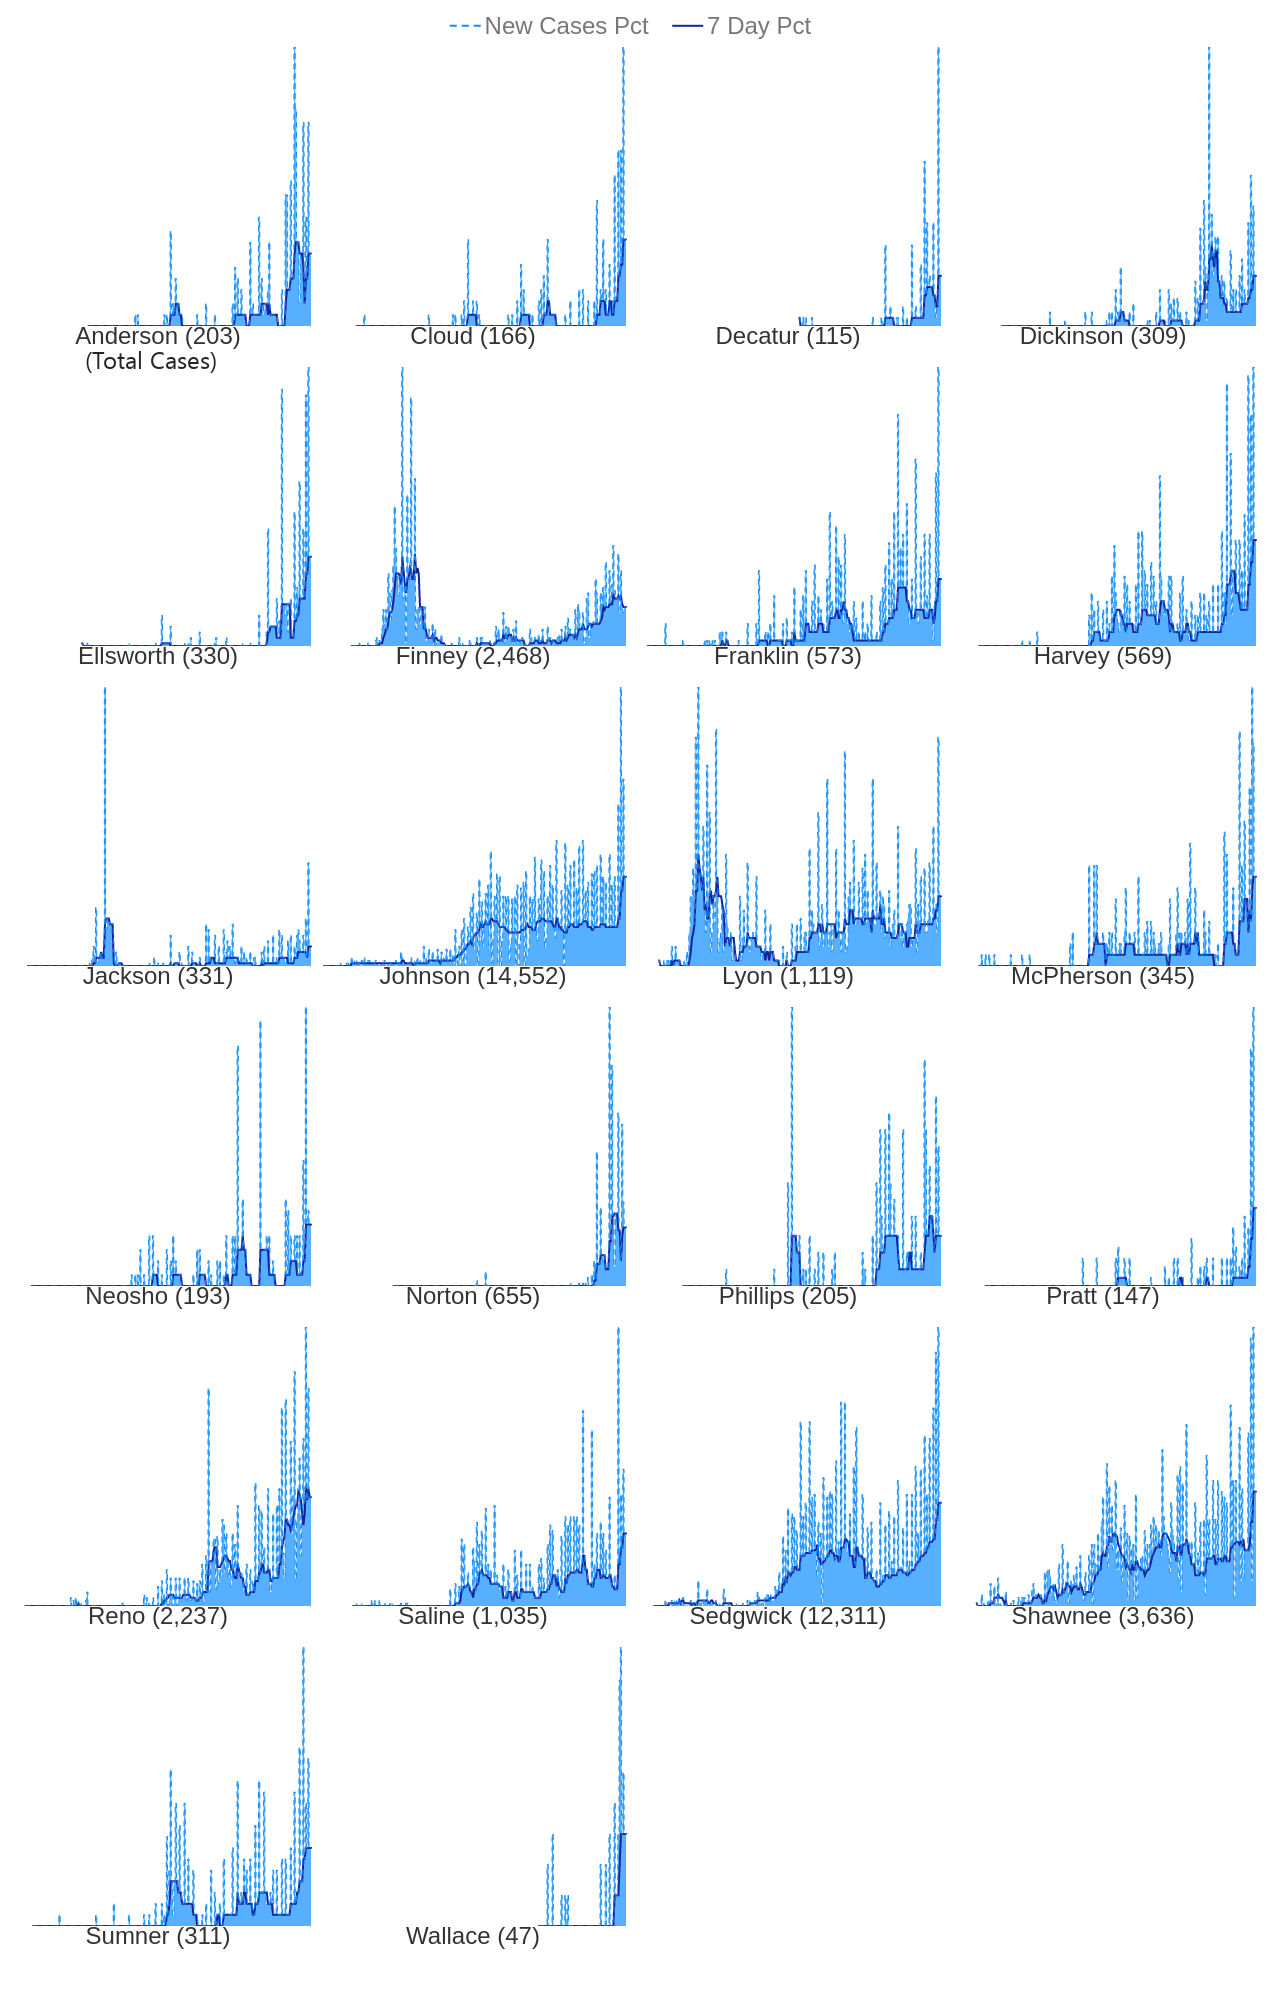 New Cases Pct 7 Day Pct
Anderson (203) Cloud (166) Decatur (115) Dickinson (309)
(Total Cases)
Ellsworth (330) Finney (2,468) Franklin (573) Harvey (569)
Jackson (331) Johnson (14,552) Lyon (1,119) McPherson (345)
Neosho (193) Norton (655) Phillips (205) Pratt (147)
Reno (2,237) Saline (1,035) Sedgwick (12,311) Shawnee (3,636)
Sumner (311) Wallace (47)